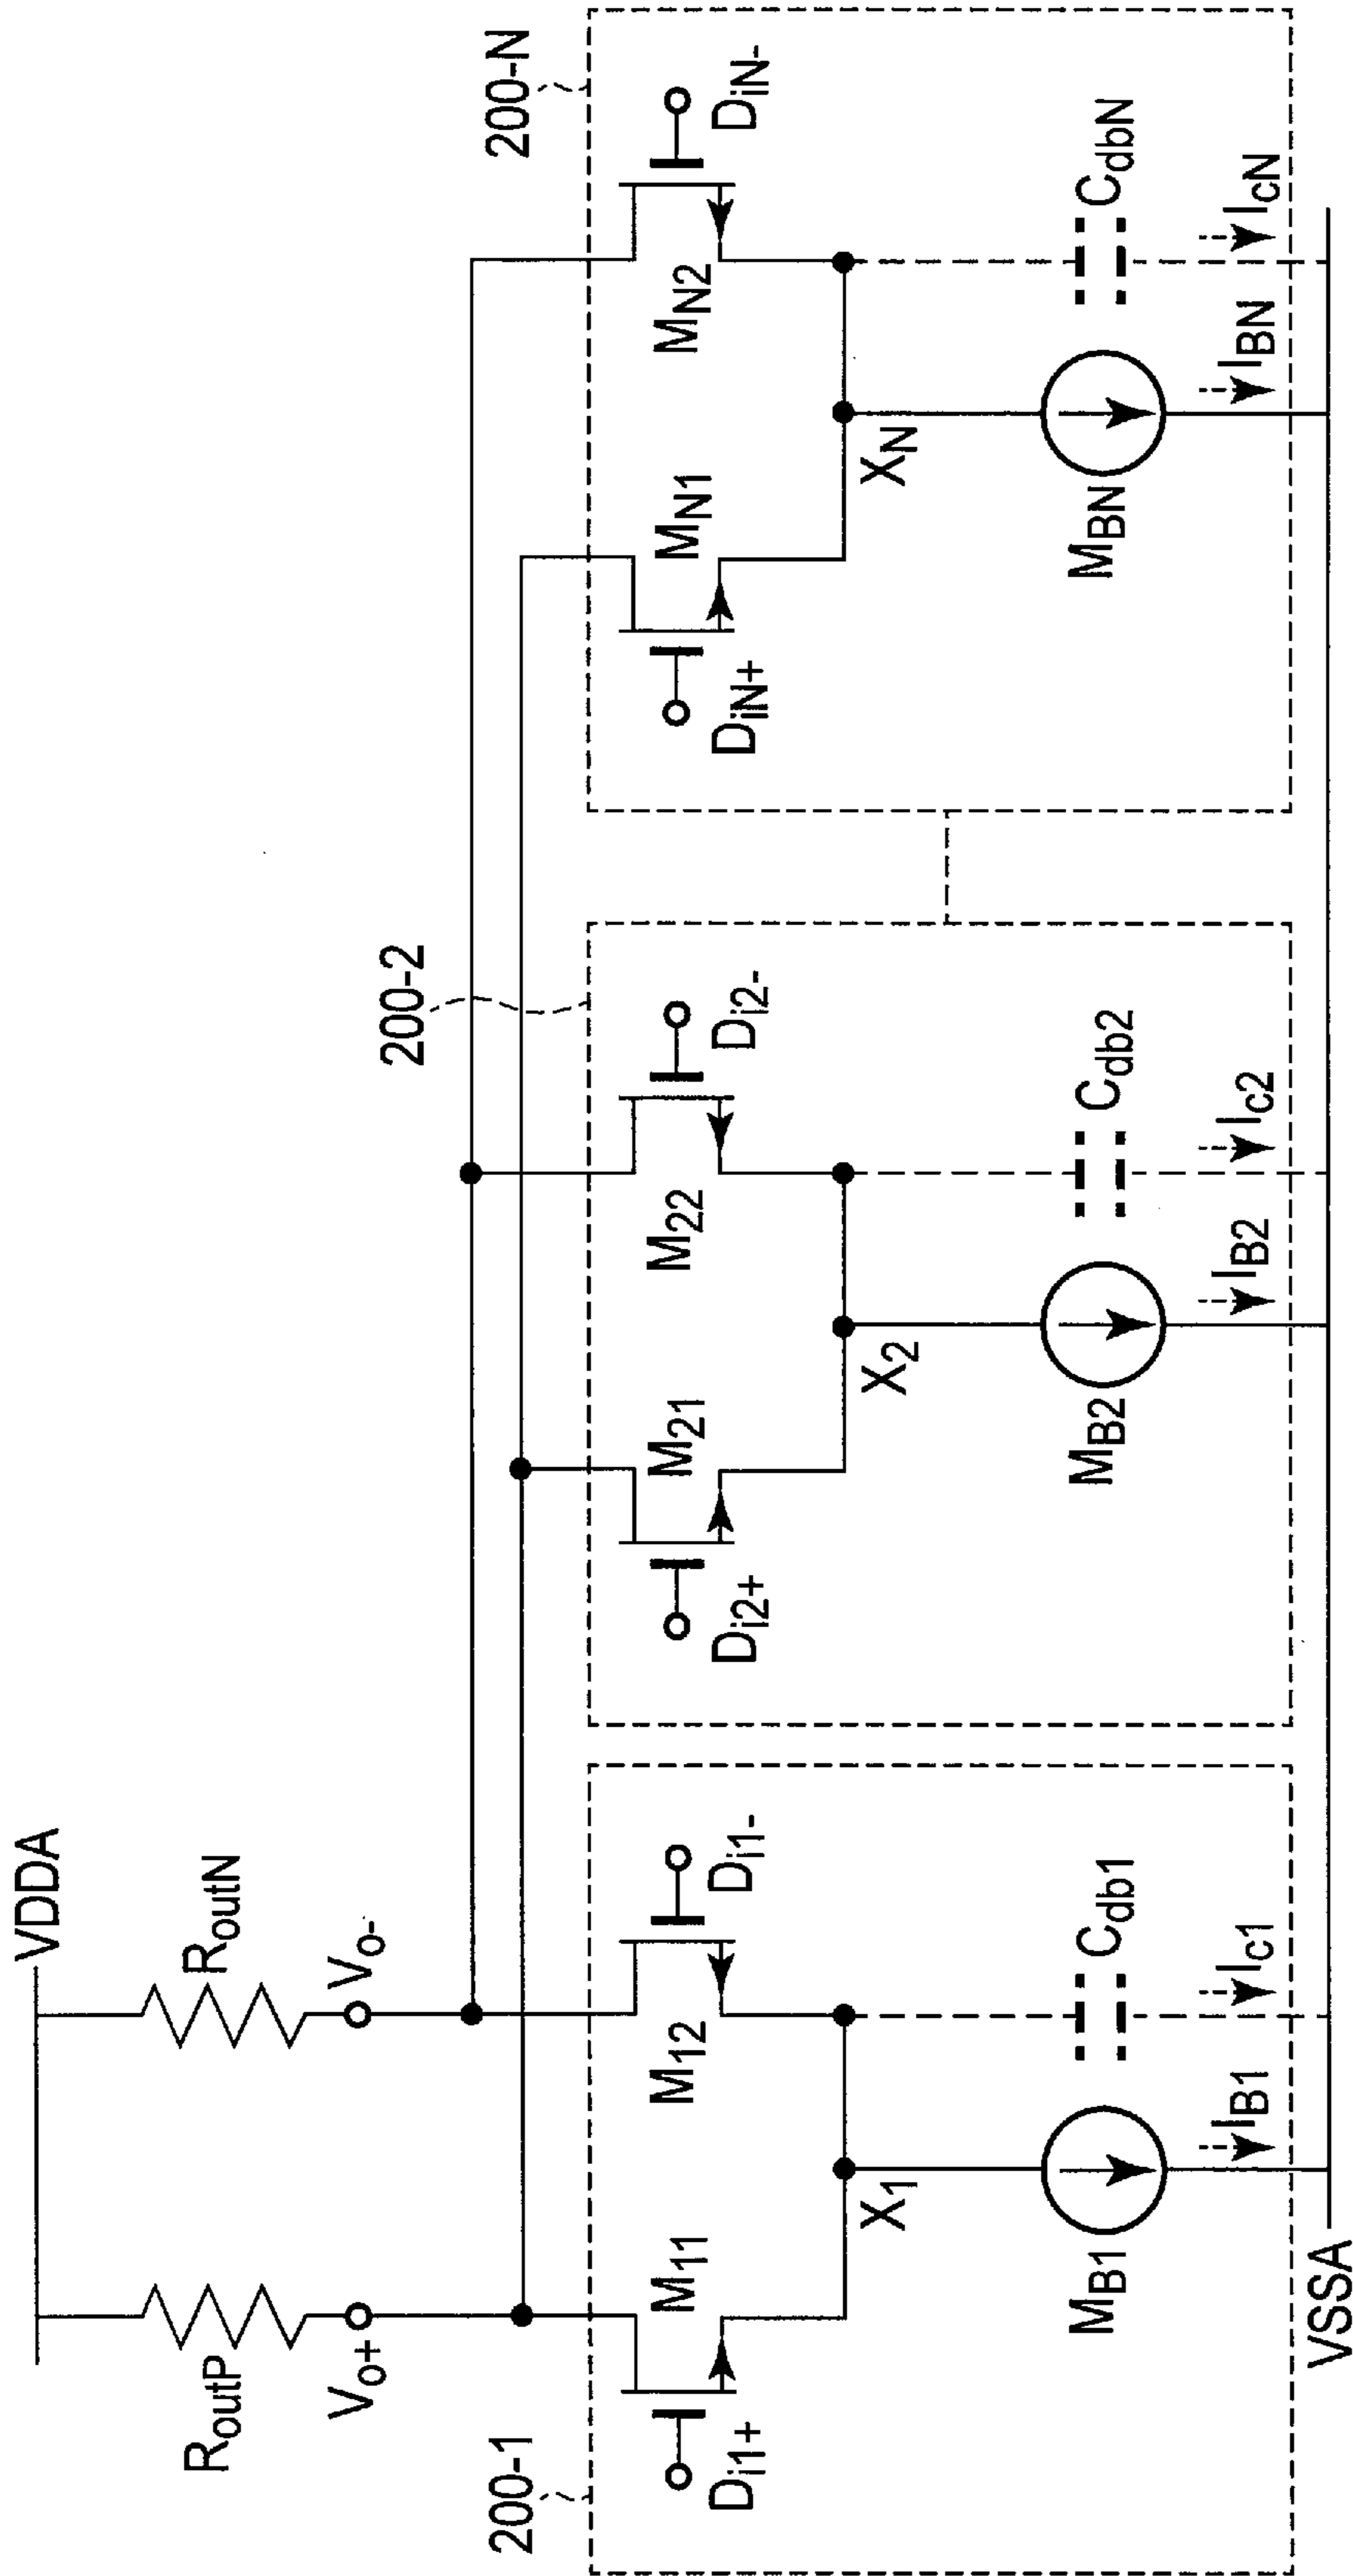 VDDA
RoutP
RoutN
Vo+
Vo-
200-1
200-2
200-N
M11
M12
Di1+
Di1-
X1
MB1
Cdb1
IB1
Ic1
M21
M22
Di2+
Di2-
X2
MB2
Cdb2
IB2
Ic2
MN1
MN2
DiN+
DiN-
XN
MBN
CdbN
IBN
IcN
VSSA